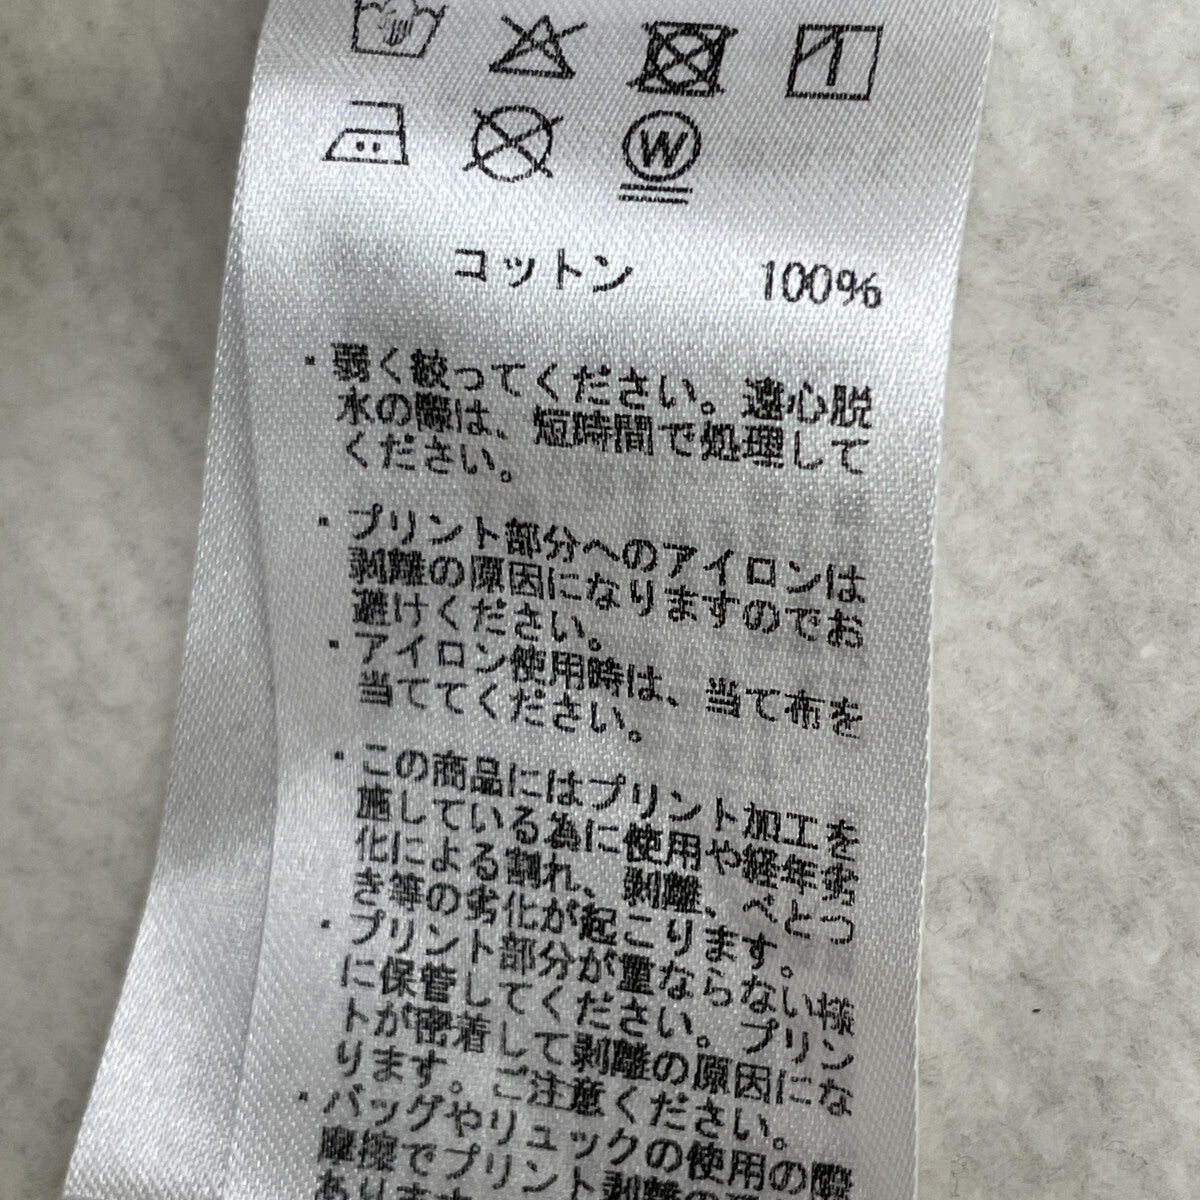 W
コットン 100%
・弱く絞ってください。遠心脱
水の際は、短時間で処理して
ください。
・プリント部分へのアイロンは
剥離の原因になりますのでお
避けください。
・アイロン使用時は、当て布を
当ててください。
・この商品にはプリント加工を
施している為に使用や経年劣
化による割れ、剥離、べとつ
き等の劣化が起こります。
・プリント部分が重ならない様
に保管してください。プリン
トが密着して剥離の原因にな
ります。ご注意ください。
・バッグやリュックの使用の際
摩擦でプリント剥離の
あります